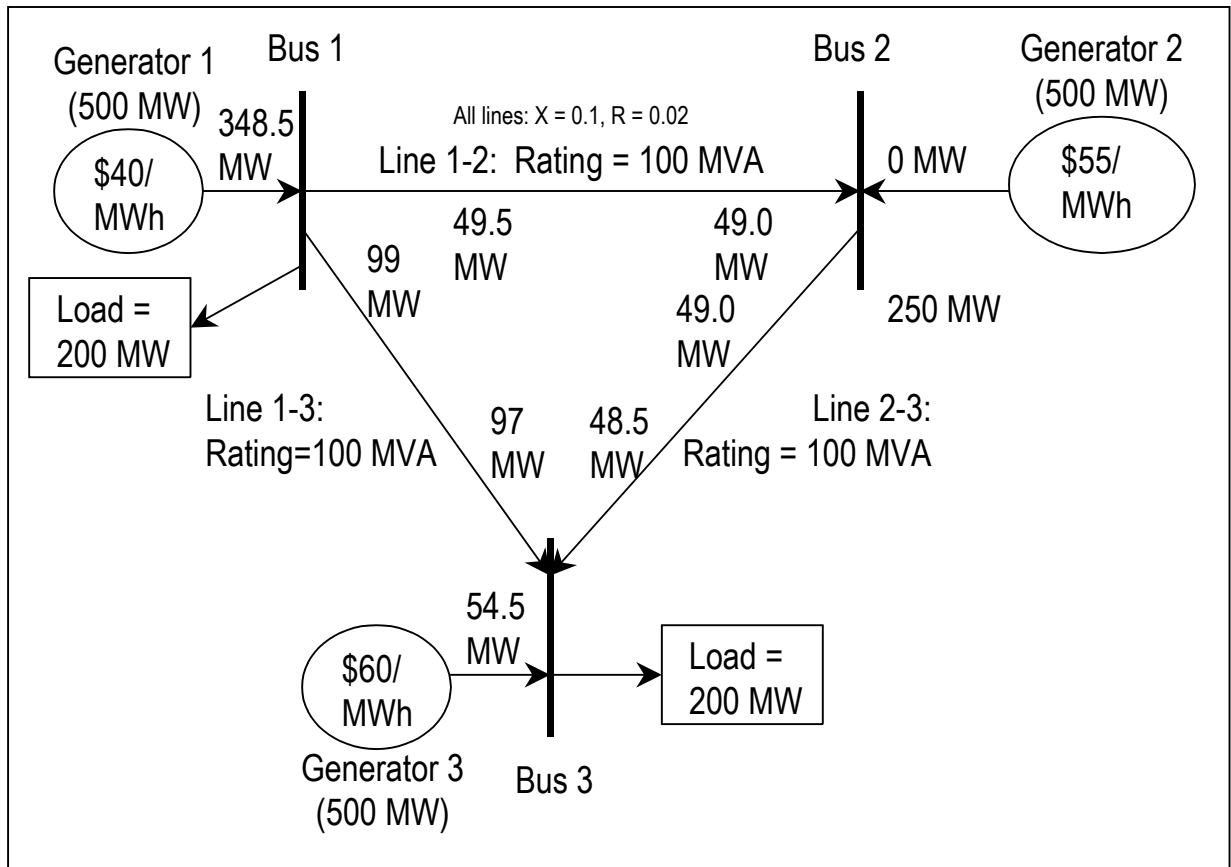 Generator 1
(500 MW)
Bus 1
Bus 2
Generator 2
(500 MW)
$40/
MWh
348.5
MW
All lines: X = 0.1, R = 0.02
Line 1-2:  Rating = 100 MVA
0 MW
$55/
MWh
49.5
MW
49.0
MW
99
MW
49.0
MW
250 MW
Load =
200 MW
Line 1-3:
Rating=100 MVA
97
MW
48.5
MW
Line 2-3:
Rating = 100 MVA
54.5
MW
$60/
MWh
Load =
200 MW
Generator 3
(500 MW)
Bus 3